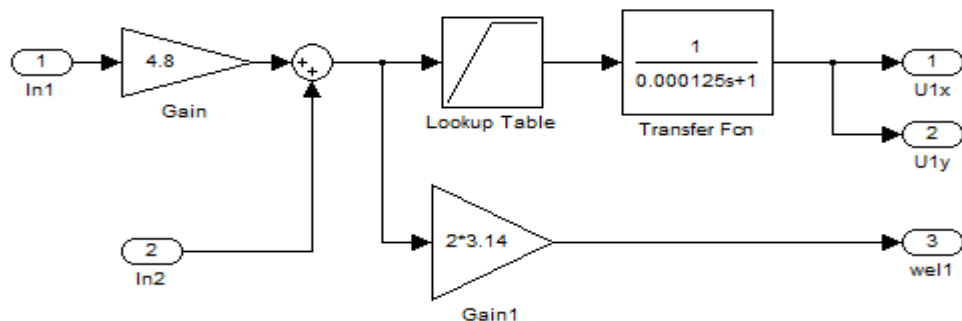 1
In1
4.8
Gain
+
+
Lookup Table
1
0.000125s+1
Transfer Fcn
1
U1x
2
U1y
2
In2
2*3.14
Gain1
3
wel1